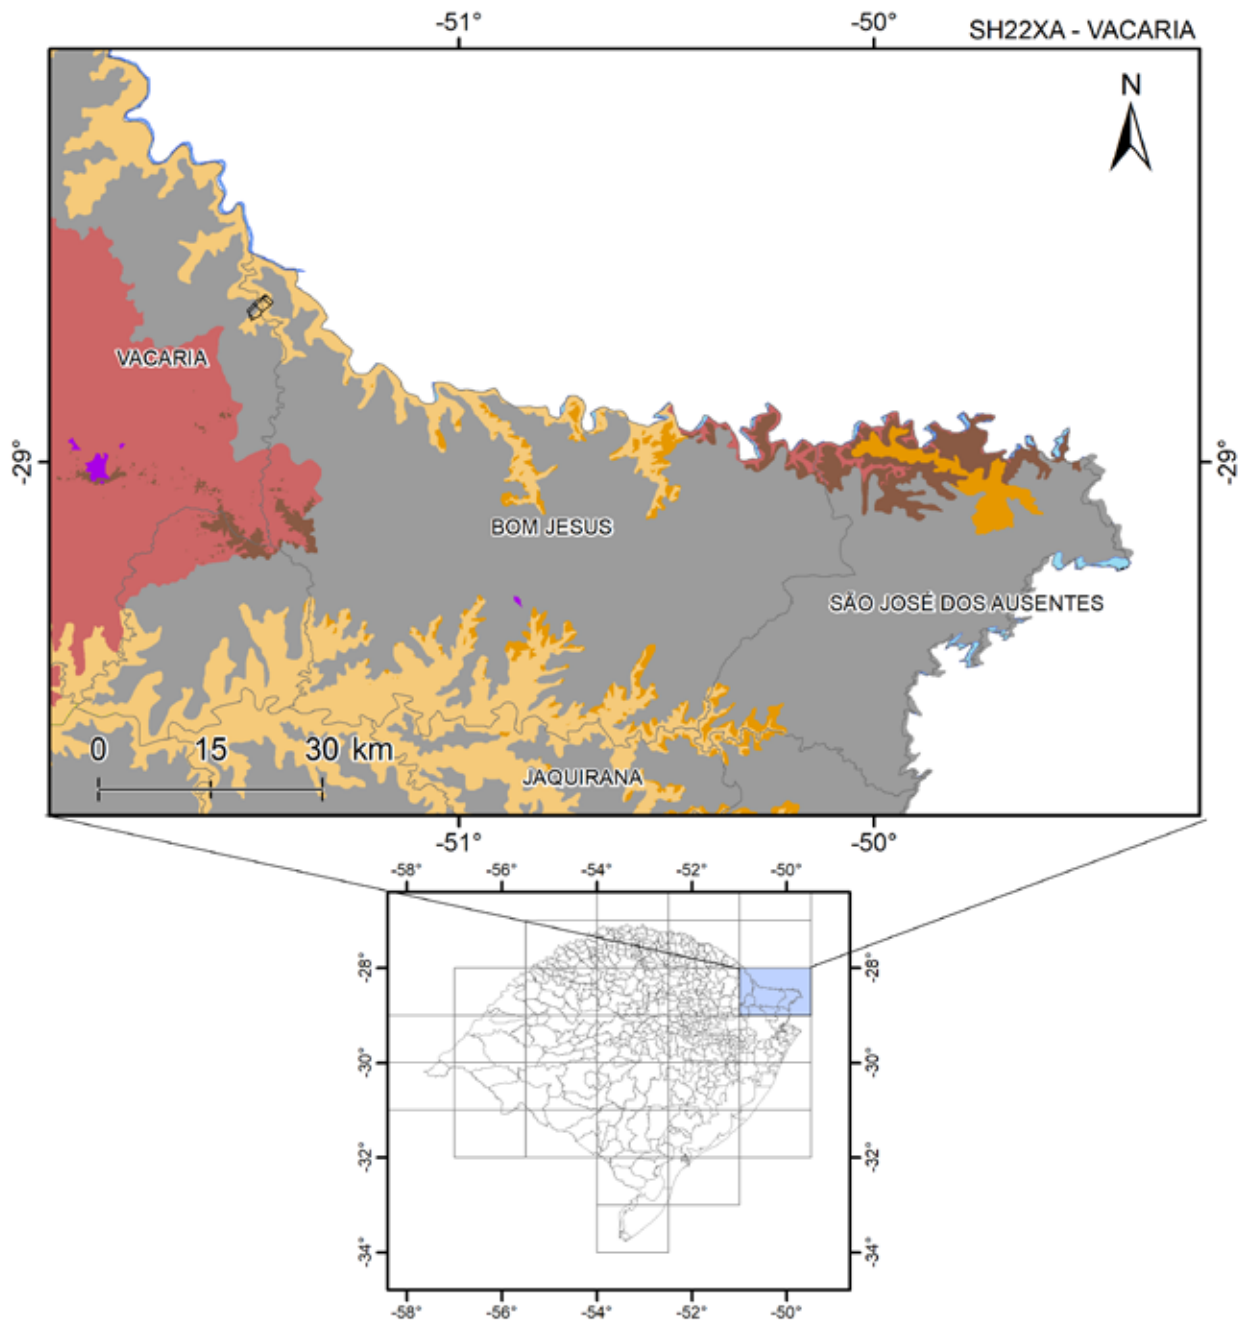 -51° -50°
SH22XA - VACARIA
N
VACARIA
-29° -29°
BOM JESUS
SÃO JOSÉ DOS AUSENTES
0 15 30 km
JAQUIRANA
-51° -50°
-58° -56° -54° -52° -50°
-28° -28°
-30° -30°
-32° -32°
-34° -34°
-58° -56° -54° -52° -50°